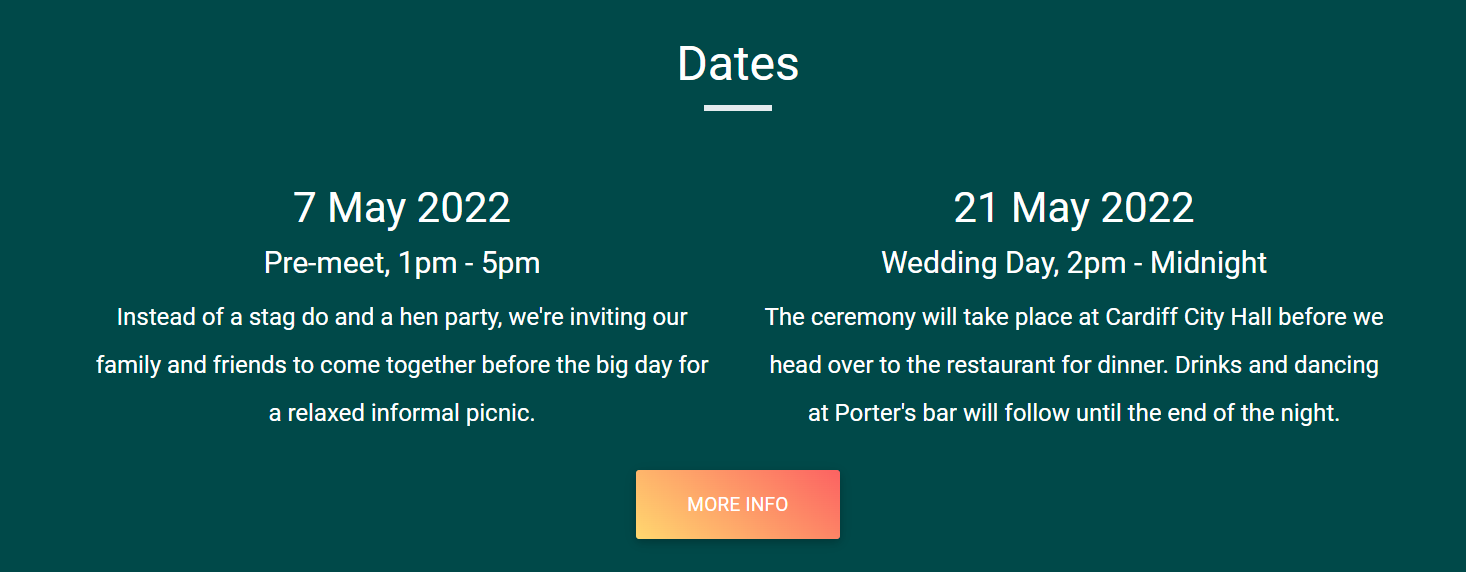 Dates
7 May 2022
Pre-meet, 1pm - 5pm
Instead of a stag do and a hen party, we're inviting our
family and friends to come together before the big day for
a relaxed informal picnic.
21 May 2022
Wedding Day, 2pm - Midnight
The ceremony will take place at Cardiff City Hall before we
head over to the restaurant for dinner. Drinks and dancing
at Porter's bar will follow until the end of the night.
MORE INFO